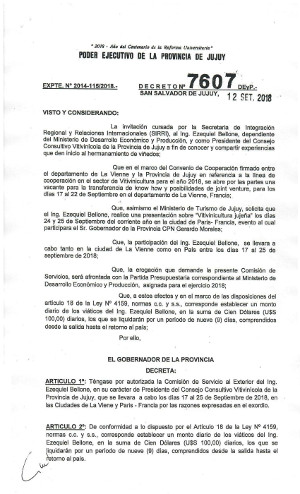 "2018 - Año del Centenario de la Reforma Universitaria"
PODER EJECUTIVO DE LA PROVINCIA DE JUJUY
EXPTE. N° 2014-115/2018.-
DECRETO N° 7607 DEyP.-
SAN SALVADOR DE JUJUY, 12 SET. 2018
VISTO Y CONSIDERANDO:
La invitación cursada por la Secretaria de Integración
Regional y Relaciones Internacionales (SIRRI), al Ing. Ezequiel Bellone, dependiente
del Ministerio de Desarrollo Económico y Producción, y como Presidente del Consejo
Consultivo Vitivinícola de la Provincia de Jujuy a fin de conocer y compartir experiencias
que den inicio al hermanamiento de viñedos;
Que en el marco del Convenio de Cooperación firmado entre
el departamento de La Vienne y la Provincia de Jujuy en referencia a la línea de
cooperación en el sector de Vitivinicultura para el año 2018, se abre por las partes una
vacante para la transferencia de know how y posibilidades de joint venture, para los
días 17 al 22 de Septiembre en el departamento de La Vienne, Francia;
Que, asimismo el Ministerio de Turismo de Jujuy, solicita que
el Ing. Ezequiel Bellone, realice una presentación sobre "Vitivinicultura jujeña" los días
24 y 25 de Septiembre del corriente año en la ciudad de París- Francia, evento al cual
participara el Sr. Gobernador de la Provincia CPN Gerardo Morales;
Que, la participación del Ing. Ezequiel Bellone, se llevara a
cabo tanto en la ciudad de La Vienne como en París entre los días 17 al 25 de
septiembre de 2018;
Que, la erogación que demande la presente Comisión de
Servicios, será afrontada con la Partida Presupuestaria correspondiente al Ministerio de
Desarrollo Económico y Producción, asignada para el ejercicio 2018;
Que, a estos efectos y en el marco de las disposiciones del
artículo 18 de la Ley N° 4159, normas c.c. y s.s., corresponde establecer un monto
diario de los viáticos del Ing. Ezequiel Bellone, en la suma de Cien Dólares (U$S
100,00) diarios, los que se liquidarán por un período de nueve (9) días, comprendidos
desde la salida hasta el retorno al país;
Por ello,
EL GOBERNADOR DE LA PROVINCIA
DECRETA:
ARTICULO 1°: Téngase por autorizada la Comisión de Servicio al Exterior del Ing.
Ezequiel Bellone, en su carácter de Presidente del Consejo Consultivo Vitivinícola de la
Provincia de Jujuy, que se llevara a cabo los días 17 al 25 de Septiembre de 2018, en
las Ciudades de La Viene y París - Francia por las razones expresadas en el exordio.
ARTICULO 2°: De conformidad a lo dispuesto por el Artículo 18 de la Ley N° 4159,
normas c.c. y s.s., corresponde establecer un monto diario de los viáticos del Ing.
Ezequiel Bellone, en la suma de Cien Dólares (U$S 100,00) diarios, los que se
liquidarán por un período de nueve (9) días, comprendidos desde la salida hasta el
retorno al país.